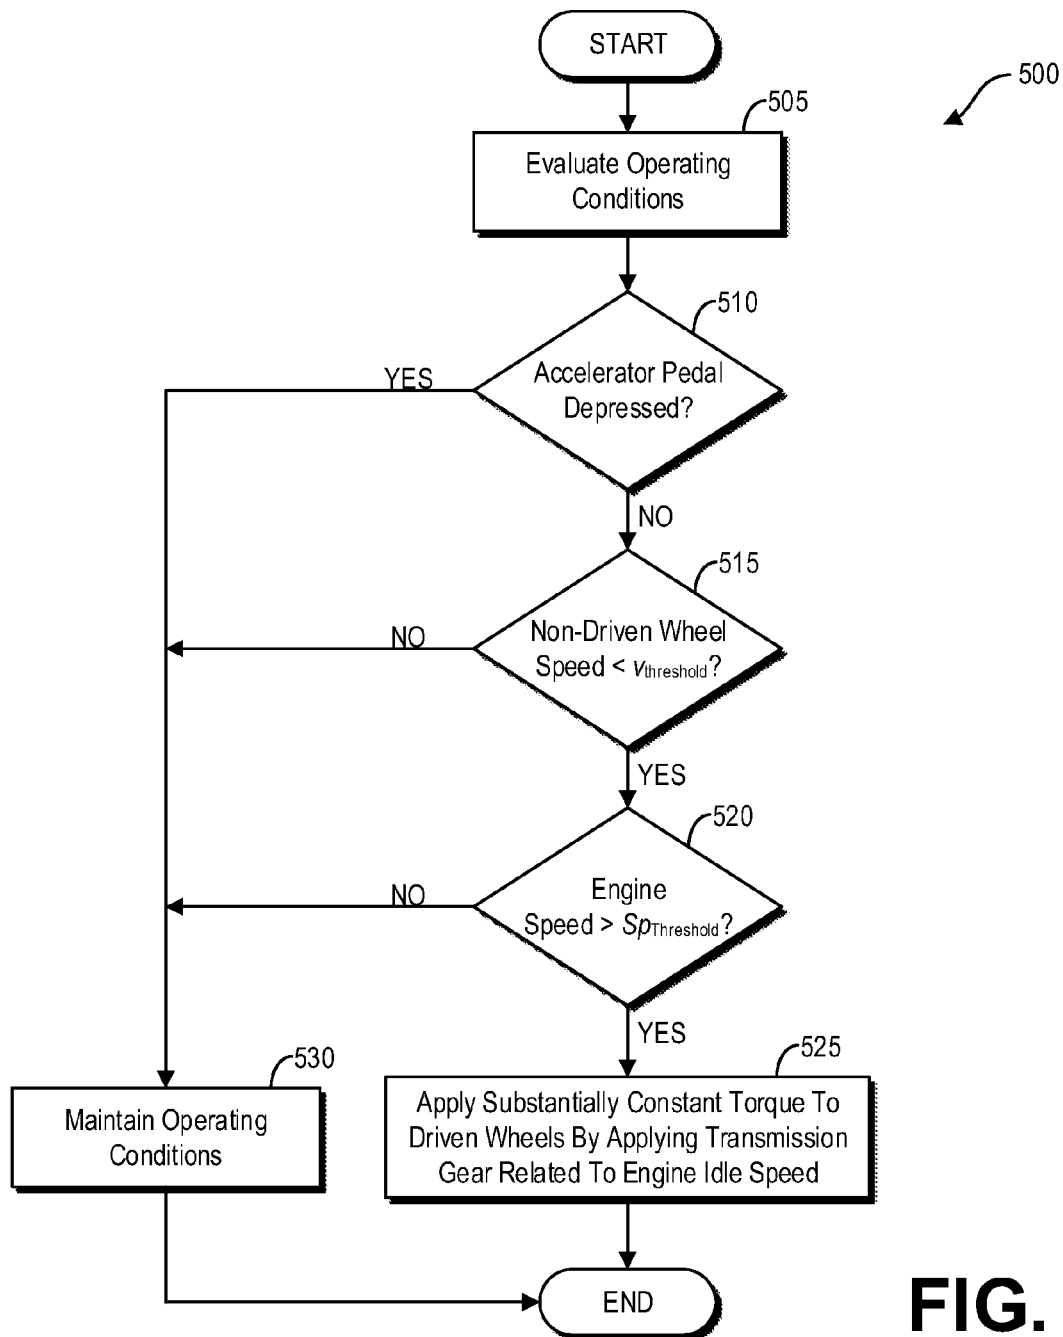 START
500
505
Evaluate Operating
Conditions
510
Accelerator Pedal
Depressed?
YES
NO
515
Non-Driven Wheel
Speed < vthreshold?
NO
YES
520
Engine
Speed > SpThreshold?
NO
YES
525
Apply Substantially Constant Torque To
Driven Wheels By Applying Transmission
Gear Related To Engine Idle Speed
530
Maintain Operating
Conditions
END
FIG.